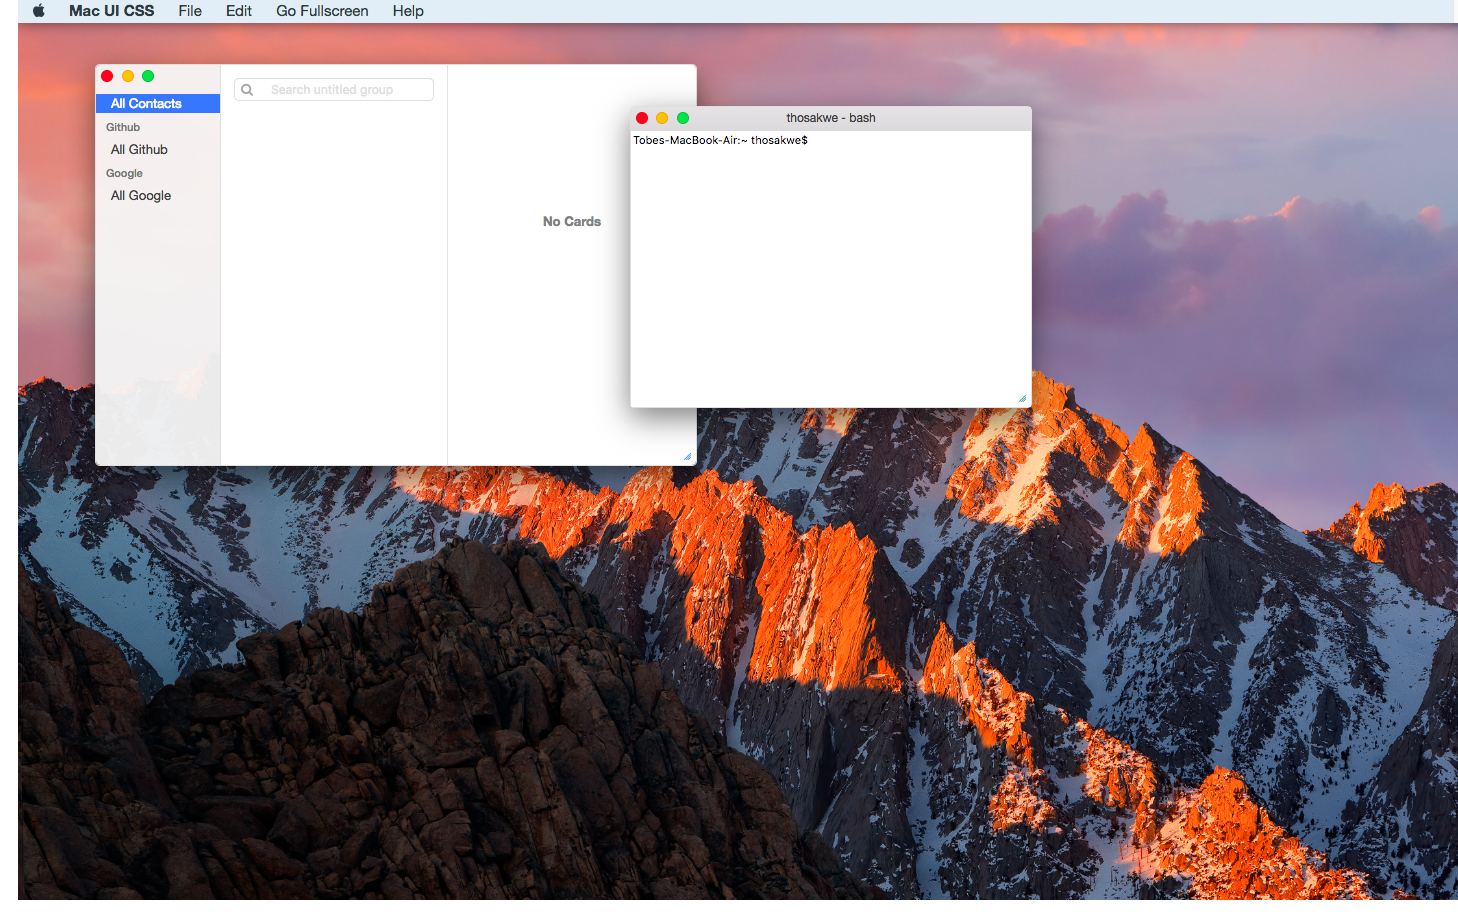 Mac UI CSS File Edit Go Fullscreen Help
All Contacts
Github
All Github
Google
All Google
Search untitled group
No Cards
thosakwe - bash
Tobes-MacBook-Air:~ thosakwe$